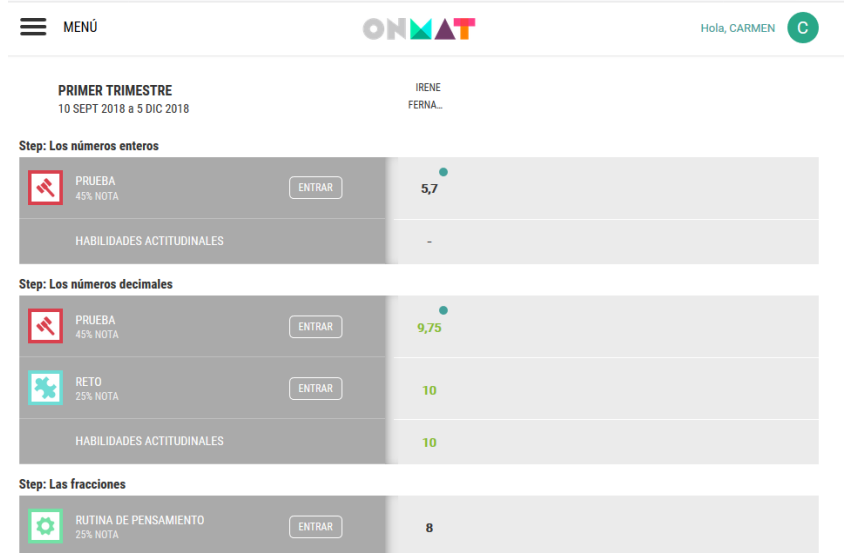 MENÚ
ONMAT
Hola, CARMEN
C
PRIMER TRIMESTRE
10 SEPT 2018 a 5 DIC 2018
IRENE
FERNA...
Step: Los números enteros
PRUEBA
45% NOTA
ENTRAR
5,7
HABILIDADES ACTITUDINALES
-
Step: Los números decimales
PRUEBA
45% NOTA
ENTRAR
9,75
RETO
25% NOTA
ENTRAR
10
HABILIDADES ACTITUDINALES
10
Step: Las fracciones
RUTINA DE PENSAMIENTO
25% NOTA
ENTRAR
8